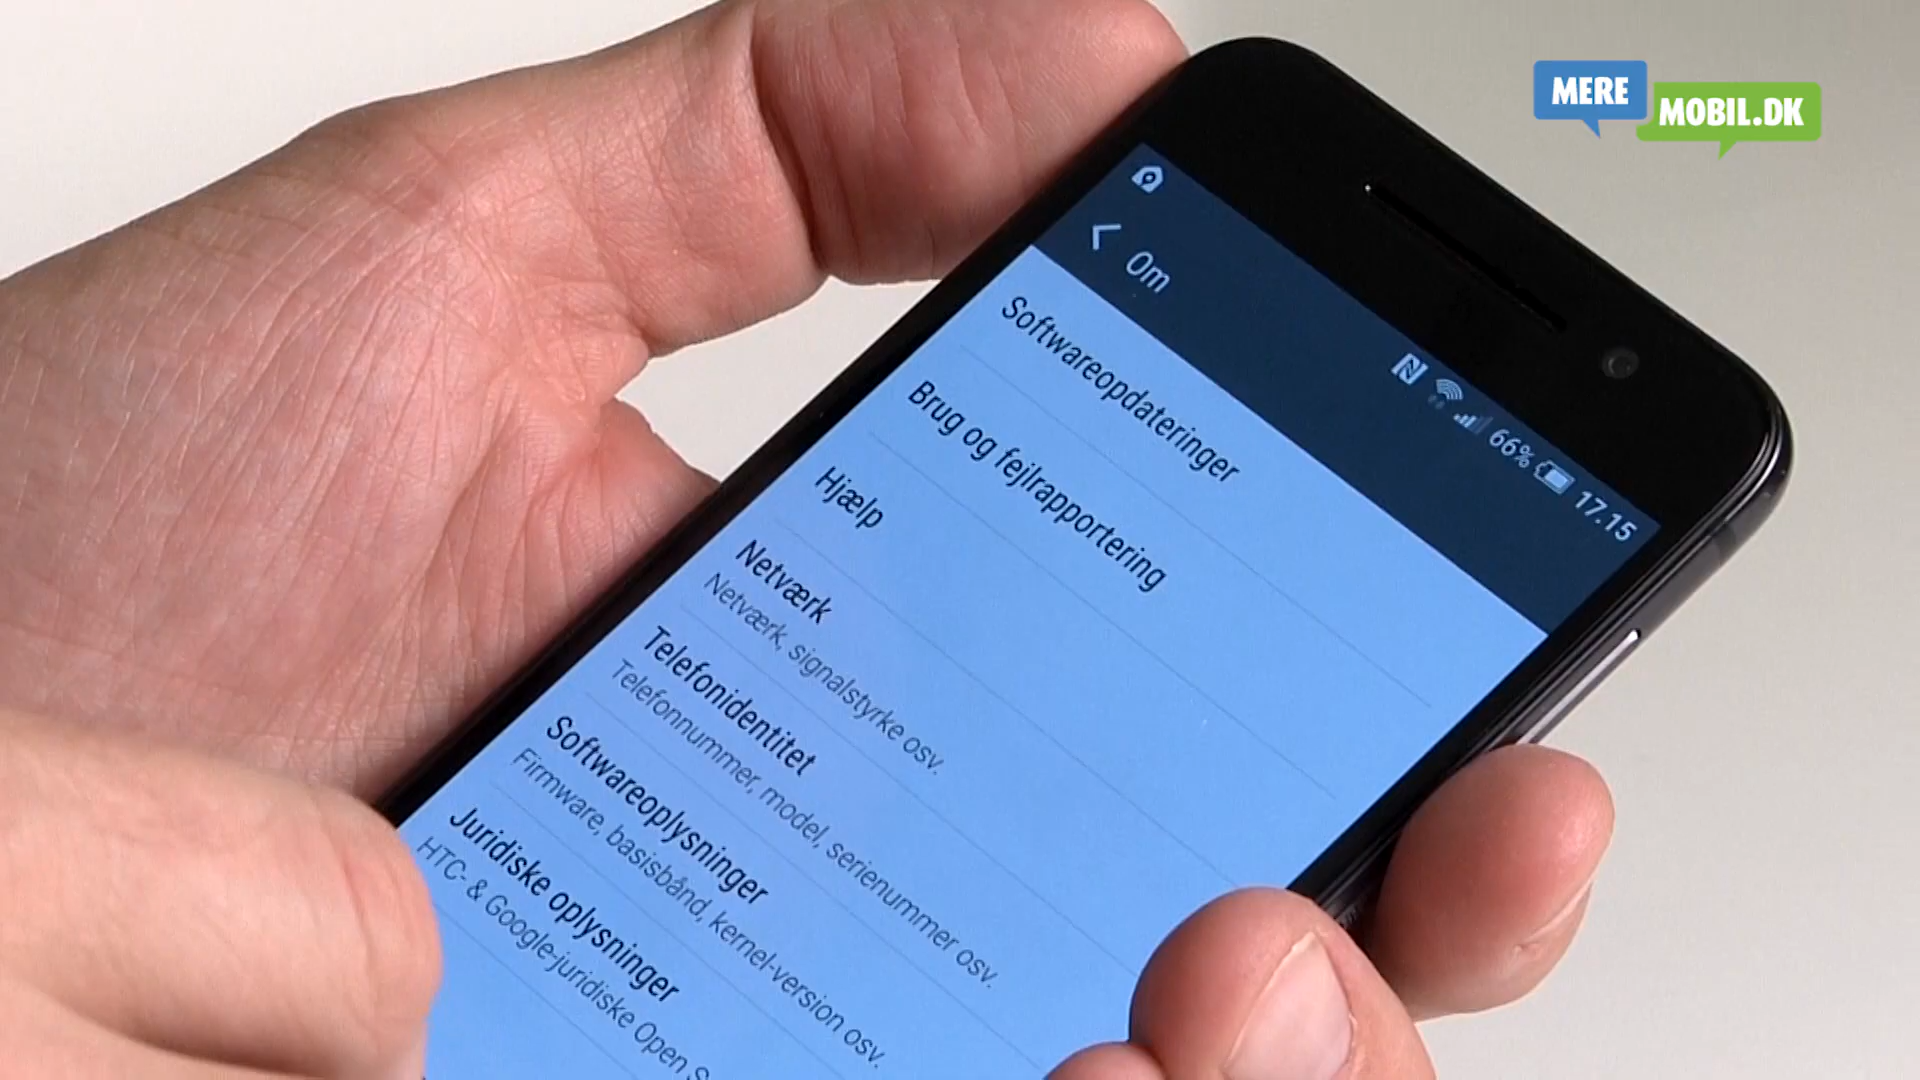 MERE
MOBIL.DK
66% 17.15
Om
Softwareopdateringer
Brug og fejlrapportering
Hjælp
Netværk
Netværk, signalstyrke osv.
Telefonidentitet
Telefonnummer, model, serienummer osv.
Softwareoplysninger
Firmware, basisbånd, kernel-version osv.
Juridiske oplysninger
HTC- & Google-juridiske Open S